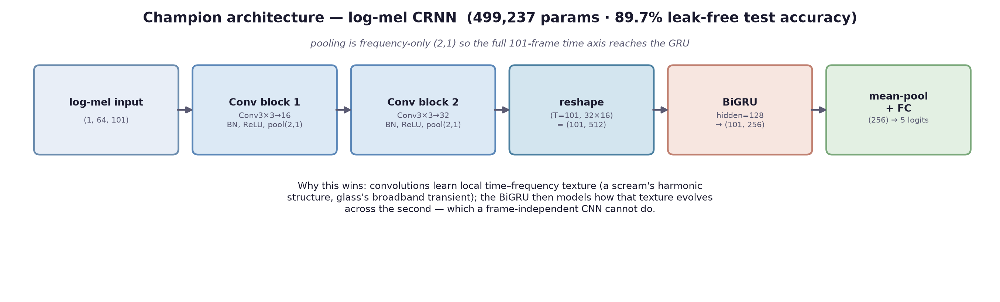 Champion architecture — log-mel CRNN  (499,237 params · 89.7% leak-free test accuracy)
pooling is frequency-only (2,1) so the full 101-frame time axis reaches the GRU
log-mel input
(1, 64, 101)
Conv block 1
Conv3×3→16
BN, ReLU, pool(2,1)
Conv block 2
Conv3×3→32
BN, ReLU, pool(2,1)
reshape
(T=101, 32×16)
= (101, 512)
BiGRU
hidden=128
→ (101, 256)
mean-pool
+ FC
(256) → 5 logits
Why this wins: convolutions learn local time–frequency texture (a scream's harmonic
structure, glass's broadband transient); the BiGRU then models how that texture evolves
across the second — which a frame-independent CNN cannot do.